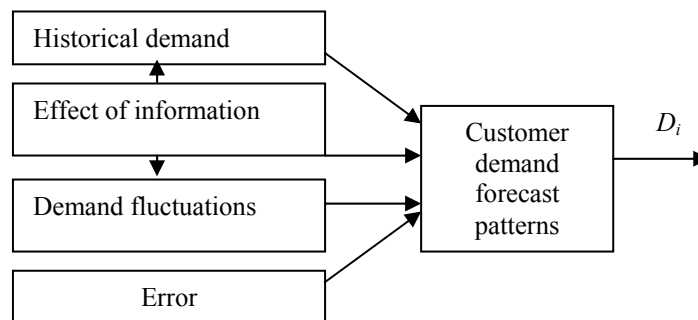 Historical demand
Effect of information
Demand fluctuations
Error
Customer
demand
forecast
patterns
Di